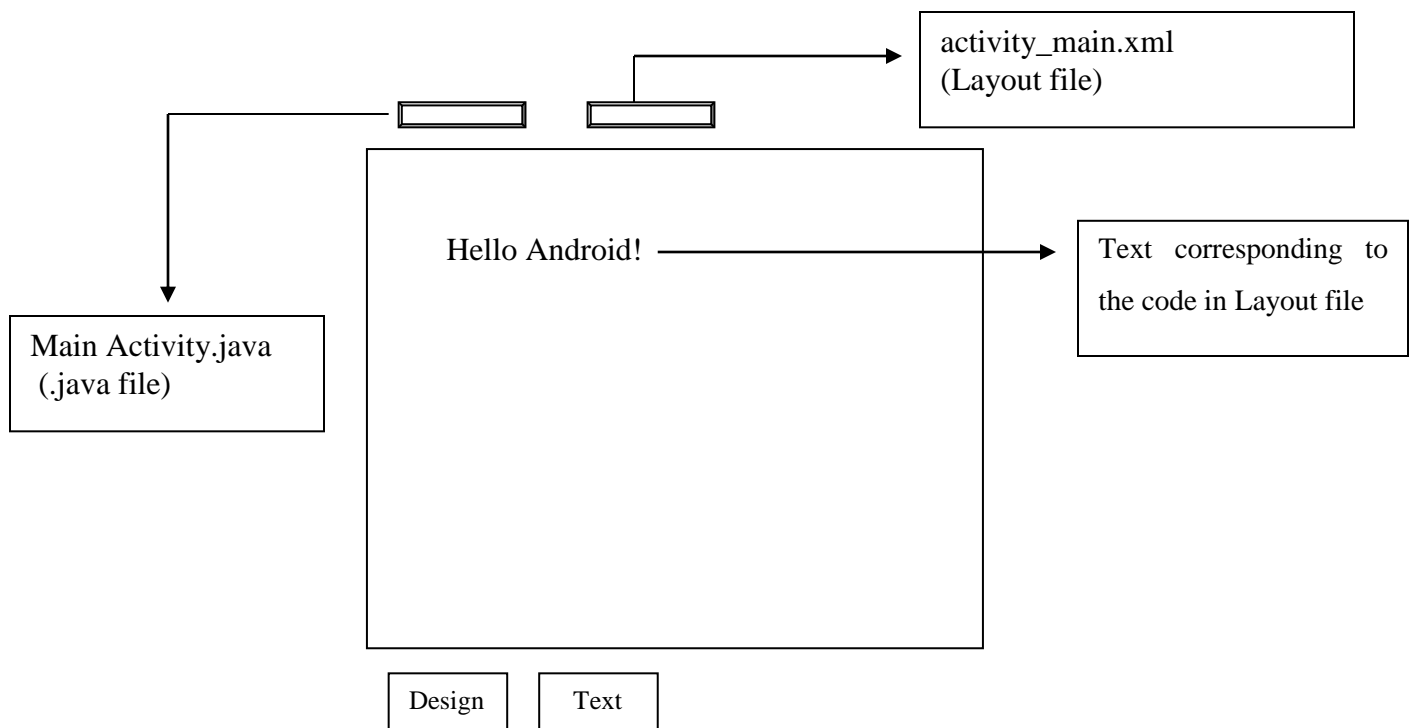 activity_main.xml
(Layout file)
Hello Android!
Text corresponding to
the code in Layout file
Main Activity.java
(.java file)
Design
Text